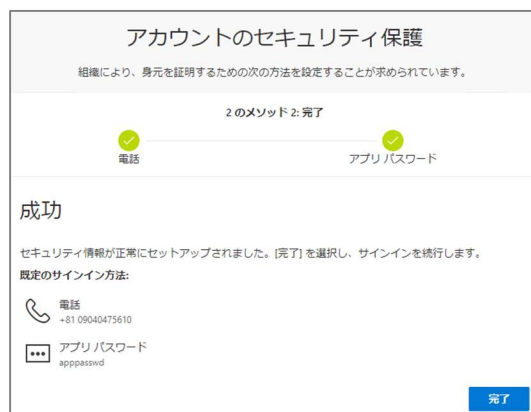 アカウントのセキュリティ保護
組織により、身元を証明するための次の方法を設定することが求められています。
2 のメソッド 2: 完了
電話
アプリ パスワード
成功
セキュリティ情報が正常にセットアップされました。[完了] を選択し、サインインを続行します。
既定のサインイン方法:
電話
+81 09040475610
アプリ パスワード
apppasswd
完了